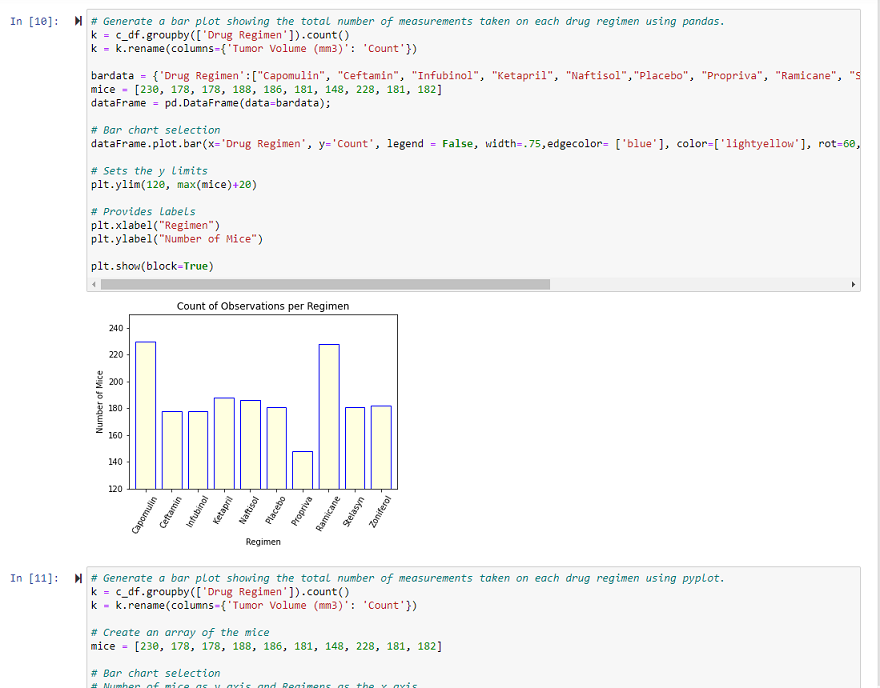 In [10]:
# Generate a bar plot showing the total number of measurements taken on each drug regimen using pandas.
k = c_df.groupby(['Drug Regimen']).count()
k = k.rename(columns={'Tumor Volume (mm3)': 'Count'})
bardata = {'Drug Regimen':["Capomulin", "Ceftamin", "Infubinol", "Ketapril", "Naftisol","Placebo", "Propriva", "Ramicane", "S
mice = [230, 178, 178, 188, 186, 181, 148, 228, 181, 182]
dataFrame = pd.DataFrame(data=bardata);
# Bar chart selection
dataFrame.plot.bar(x='Drug Regimen', y='Count', legend = False, width=.75,edgecolor= ['blue'], color=['lightyellow'], rot=60,
# Sets the y limits
plt.ylim(120, max(mice)+20)
# Provides labels
plt.xlabel("Regimen")
plt.ylabel("Number of Mice")
plt.show(block=True)
Count of Observations per Regimen
240
220
200
180
160
140
120
Number of Mice
Capomulin
Ceftamin
Infubinol
Ketapril
Naftisol
Placebo
Propriva
Ramicane
Stelasyn
Zoniferol
Regimen
In [11]:
# Generate a bar plot showing the total number of measurements taken on each drug regimen using pyplot.
k = c_df.groupby(['Drug Regimen']).count()
k = k.rename(columns={'Tumor Volume (mm3)': 'Count'})
# Create an array of the mice
mice = [230, 178, 178, 188, 186, 181, 148, 228, 181, 182]
# Bar chart selection
# Number of mice as y axis and Regimens as the x axis